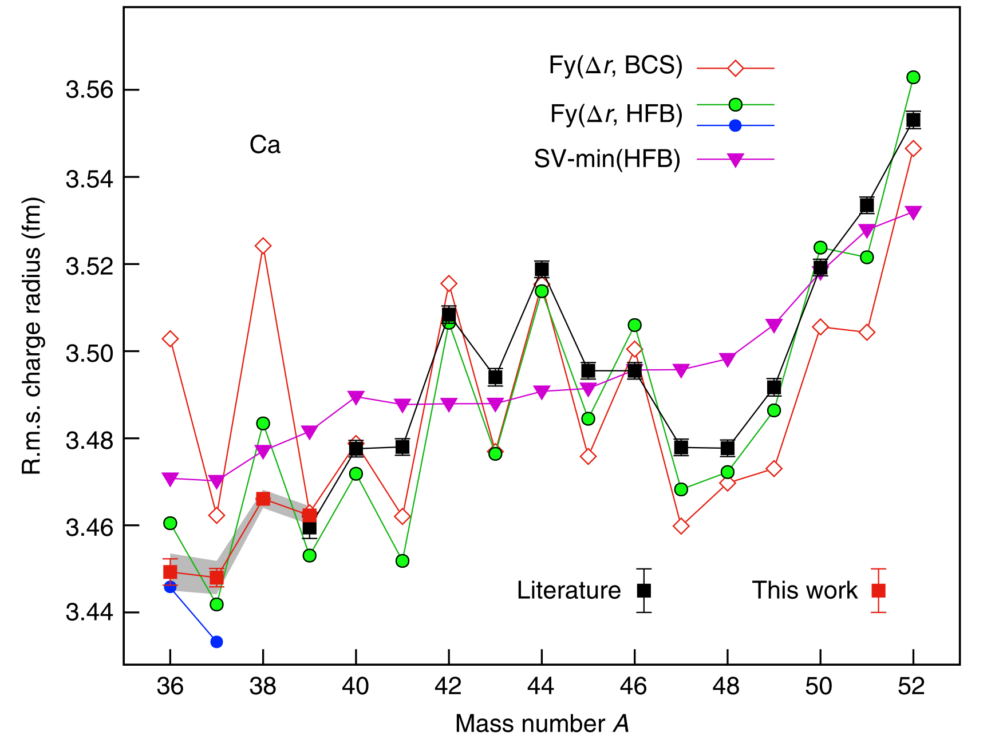 Fy(Δr, BCS)
Fy(Δr, HFB)
SV-min(HFB)
Ca
3.56
3.54
3.52
3.50
3.48
3.46
3.44
R.m.s. charge radius (fm)
Literature
This work
36 38 40 42 44 46 48 50 52
Mass number A